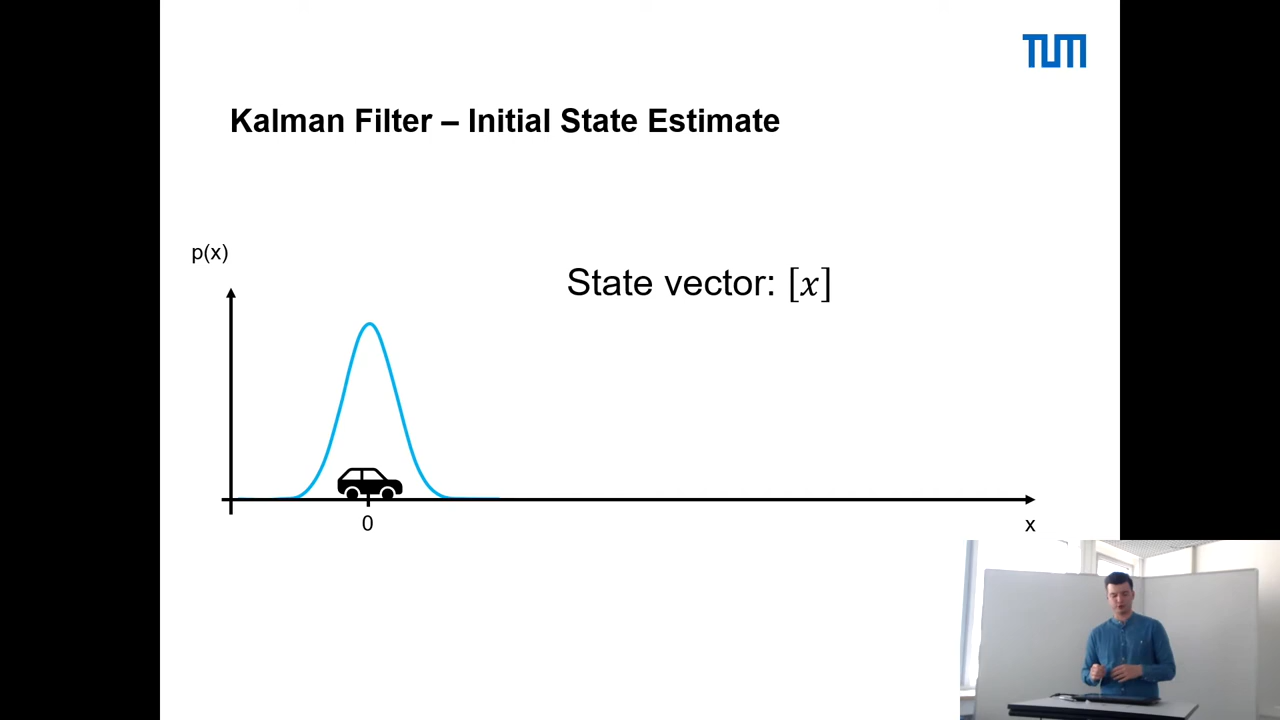 TUM
Kalman Filter – Initial State Estimate
p(x)
State vector: [x]
0
x